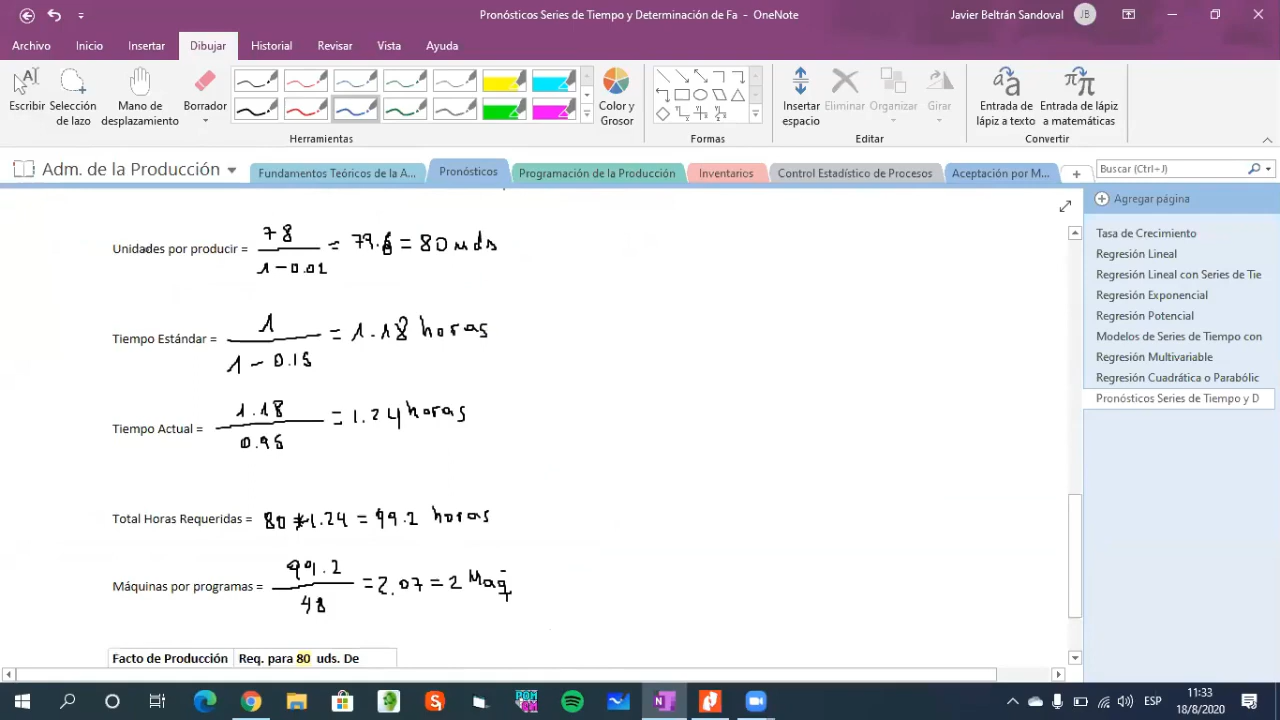 Pronósticos Series de Tiempo y Determinación de Fa - OneNote
Javier Beltrán Sandoval
JB
Archivo Inicio Insertar Dibujar Historial Revisar Vista Ayuda
Escribir
Selección de lazo
Mano de desplazamiento
Borrador
Color y Grosor
Insertar espacio
Eliminar
Organizar
Girar
Entrada de lápiz a texto
Entrada de lápiz a matemáticas
Herramientas
Formas
Editar
Convertir
Adm. de la Producción
Fundamentos Teóricos de la A...
Pronósticos
Programación de la Producción
Inventarios
Control Estadístico de Procesos
Aceptación por M...
Buscar (Ctrl+J)
Agregar página
Tasa de Crecimiento
Regresión Lineal
Regresión Lineal con Series de Tie
Regresión Exponencial
Regresión Potencial
Modelos de Series de Tiempo con
Regresión Multivariable
Regresión Cuadrática o Parabólic
Pronósticos Series de Tiempo y D
Unidades por producir = 78 / 1-0.02 = 79.6 = 80 uds
Tiempo Estándar = 1 / 1-0.15 = 1.18 horas
Tiempo Actual = 1.18 / 0.95 = 1.24 horas
Total Horas Requeridas = 80*1.24 = 99.2 horas
Máquinas por programas = 99.2 / 48 = 2.07 = 2 Maq
Facto de Producción Req. para 80 uds. De
ESP
11:33
18/8/2020